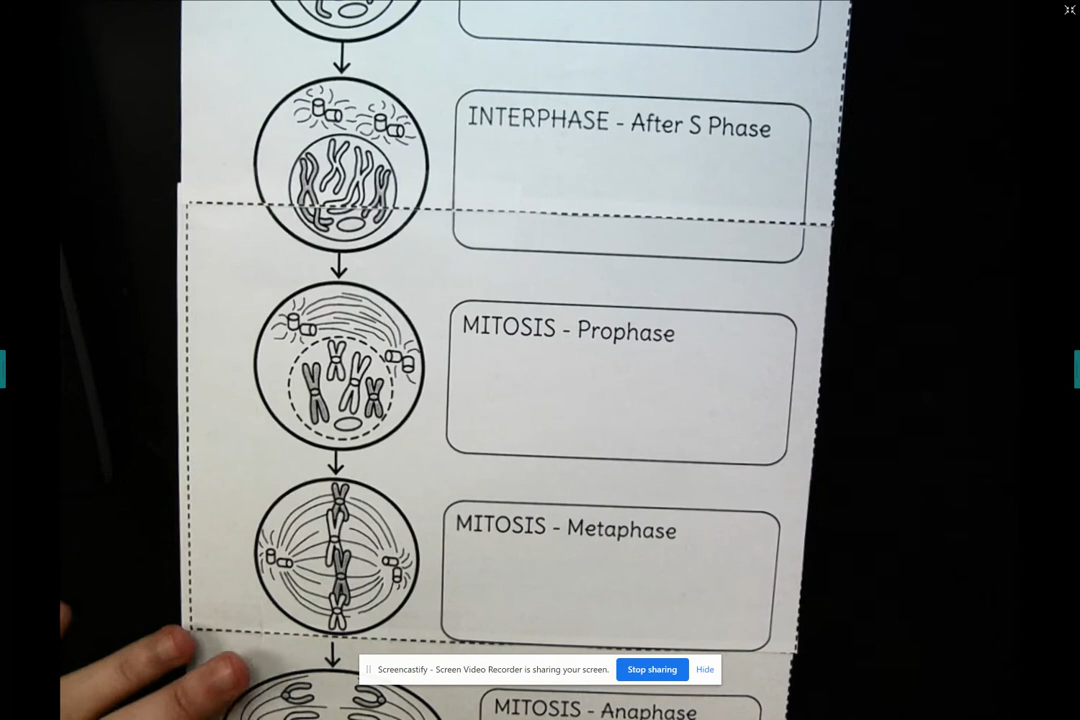 INTERPHASE - After S Phase
MITOSIS - Prophase
MITOSIS - Metaphase
Screencastify - Screen Video Recorder is sharing your screen. Stop sharing Hide
MITOSIS - Anaphase